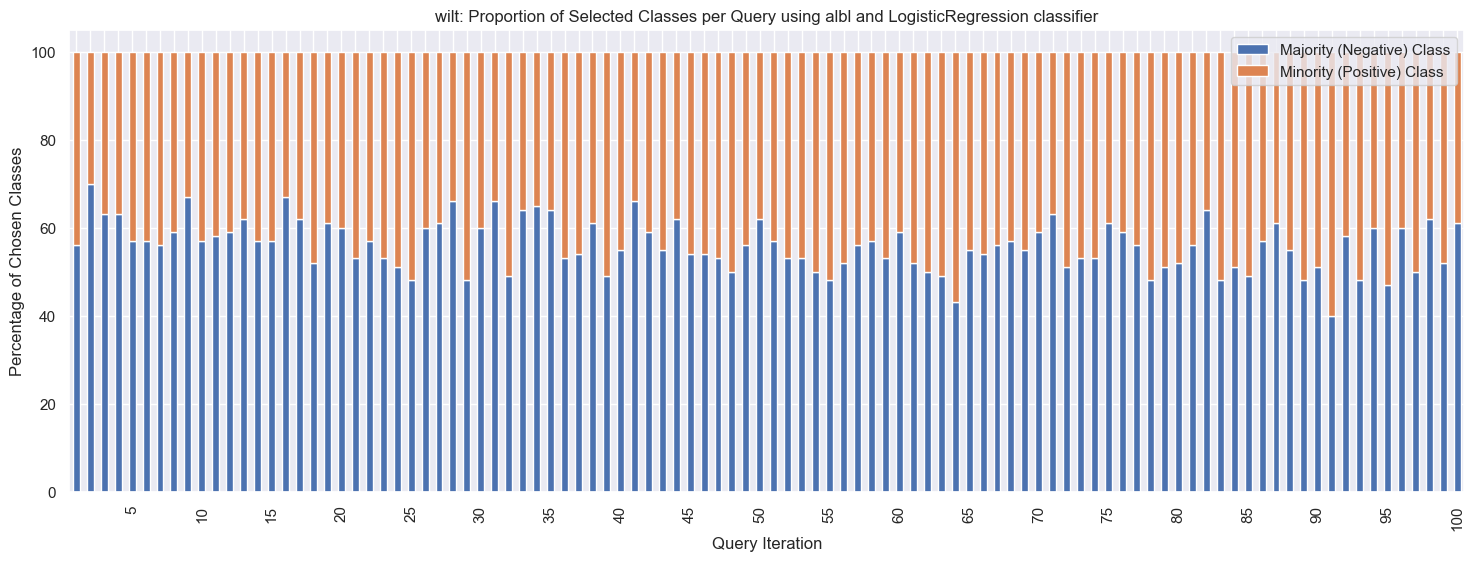 wilt: Proportion of Selected Classes per Query using albl and LogisticRegression classifier
Majority (Negative) Class
Minority (Positive) Class
Percentage of Chosen Classes
100
80
60
40
20
0
5 10 15 20 25 30 35 40 45 50 55 60 65 70 75 80 85 90 95 100
Query Iteration